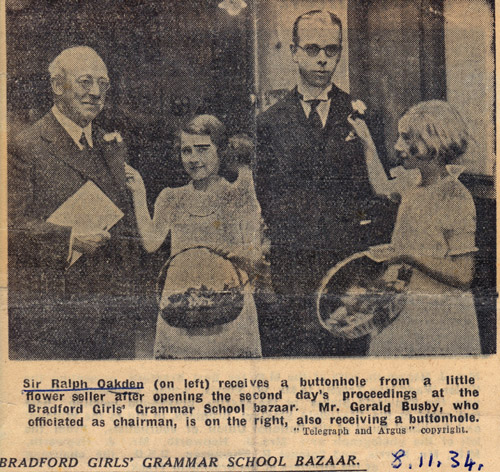 Sir Ralph Oakden (on left) receives a buttonhole from a little
flower seller after opening the second day's proceedings at the
Bradford Girls' Grammar School bazaar. Mr. Gerald Busby, who
officiated as chairman, is on the right, also receiving a buttonhole.
"Telegraph and Argus" copyright.
BRADFORD GIRLS' GRAMMAR SCHOOL BAZAAR. 8.11.34.